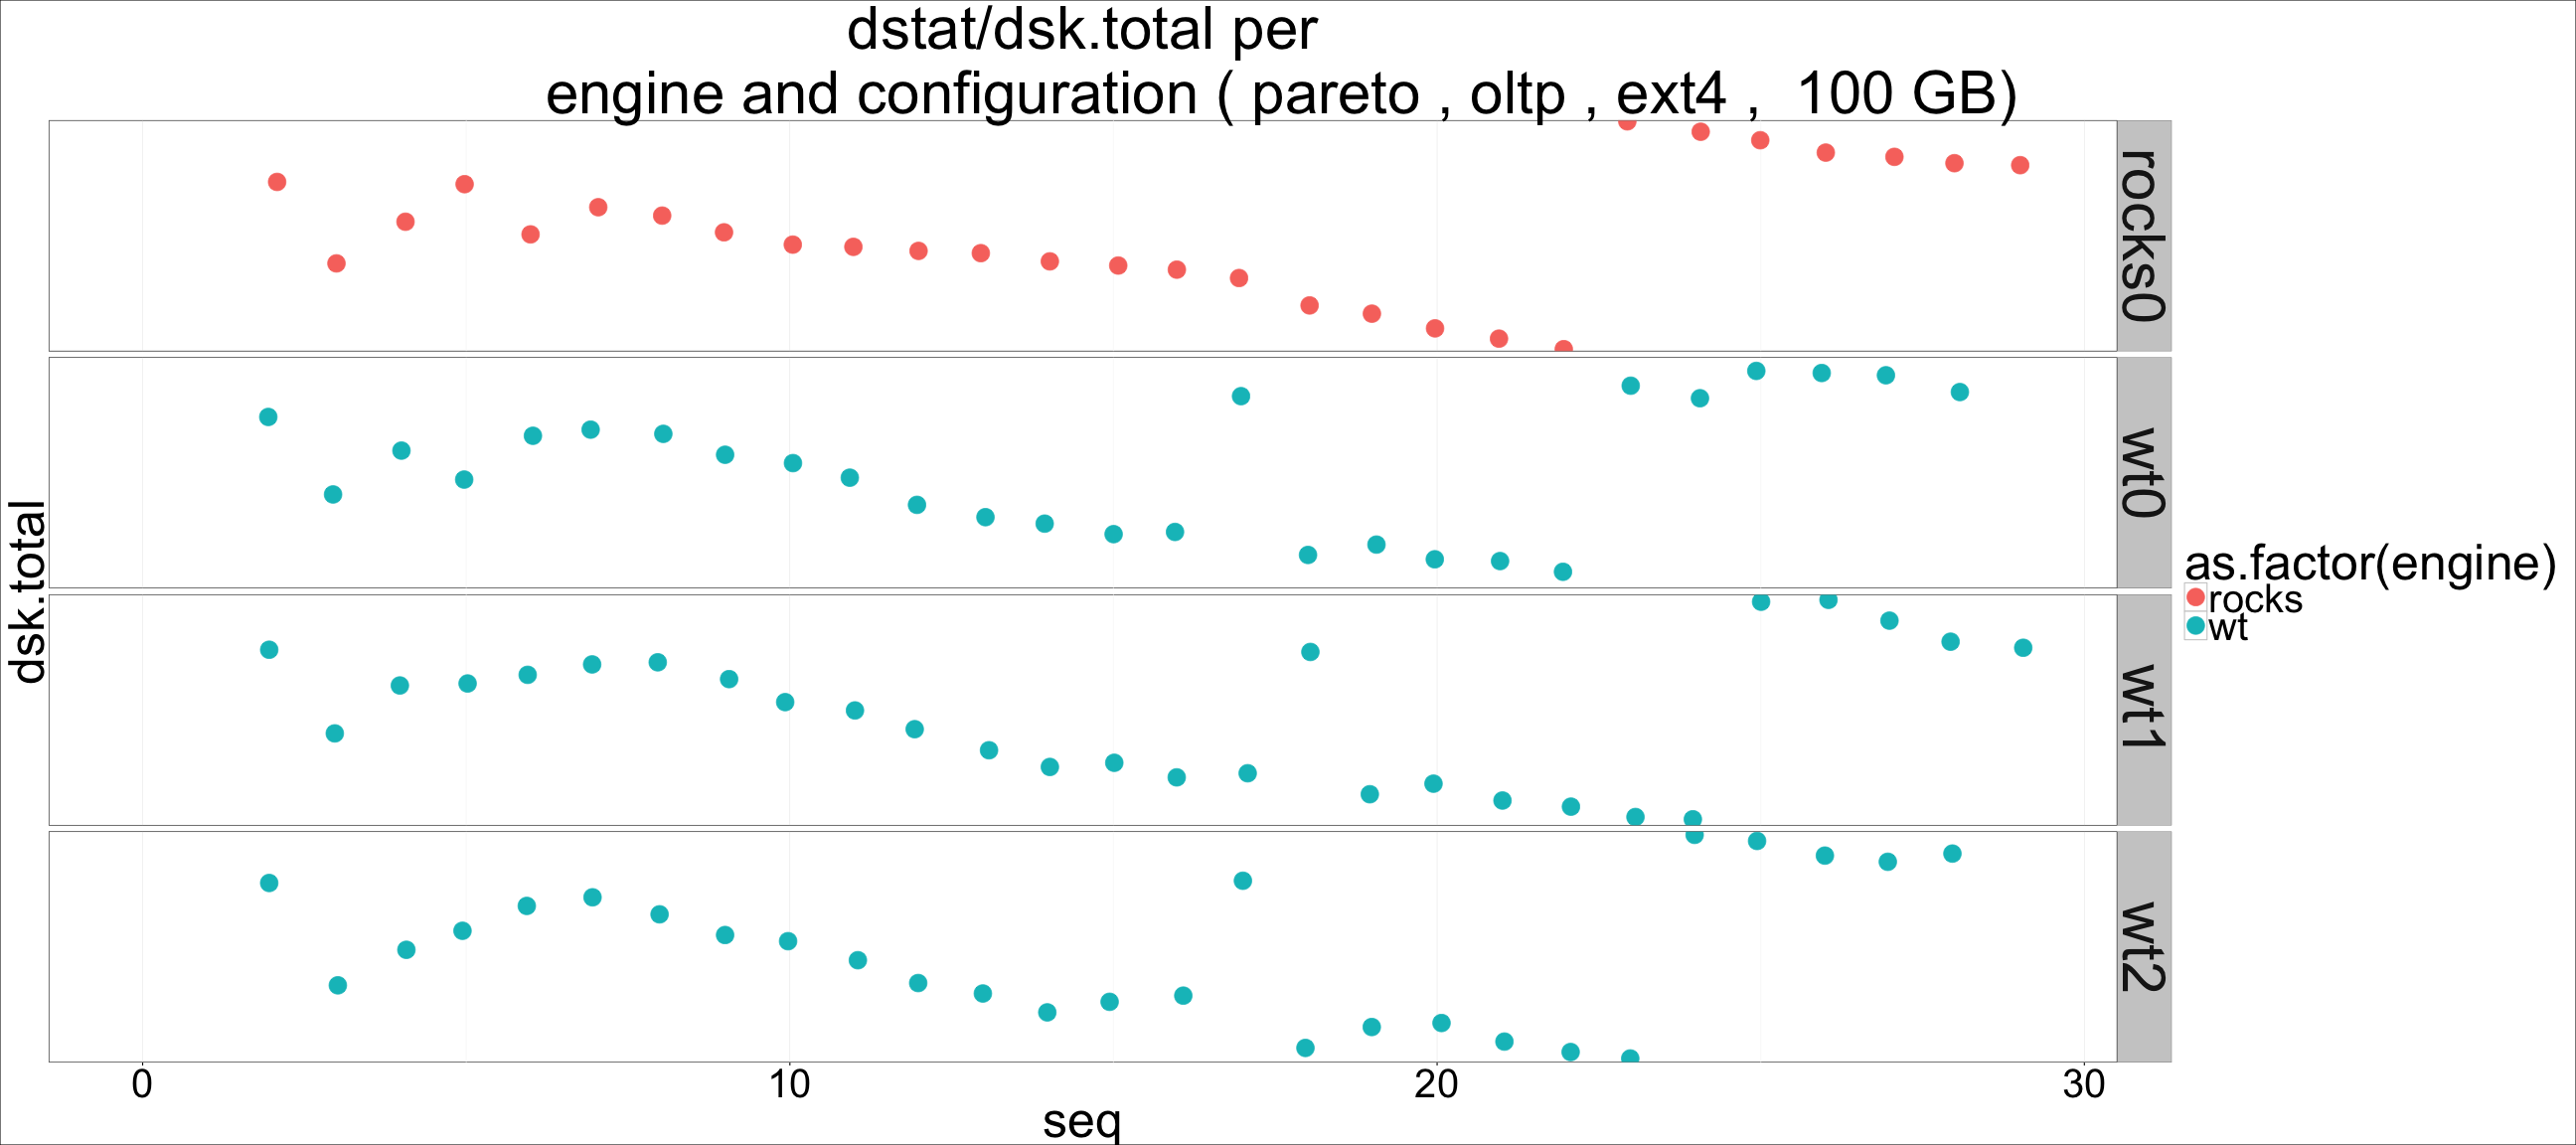 dstat/dsk.total per
engine and configuration ( pareto , oltp , ext4 ,  100 GB)
dsk.total
rocks0
wt0
wt1
wt2
0 10 20 30
seq
as.factor(engine)
rocks
wt